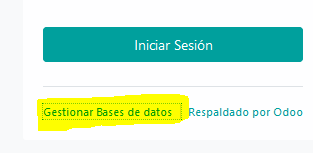 Iniciar Sesión
Gestionar Bases de datos Respaldado por Odoo